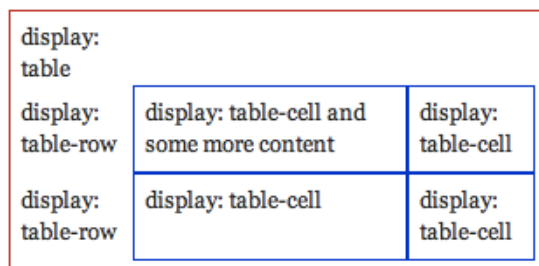 display:
table
display:
table-row
display: table-cell and
some more content
display:
table-cell
display:
table-row
display: table-cell
display:
table-cell